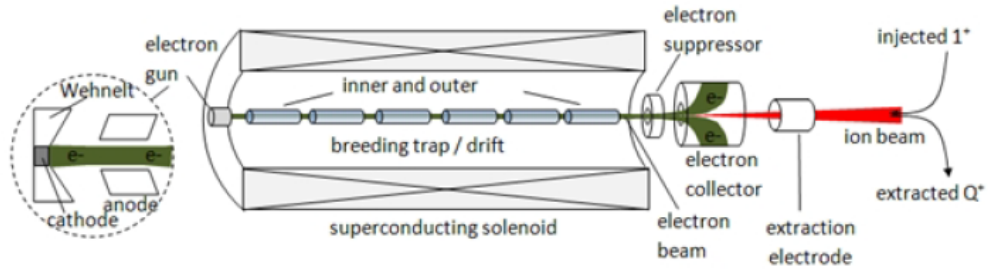 electron
suppressor
injected 1⁺
electron
gun
inner and outer
Wehnelt
e-
e-
e-
e-
breeding trap / drift
ion beam
electron
collector
extracted Q⁺
anode
cathode
superconducting solenoid
electron
beam
extraction
electrode